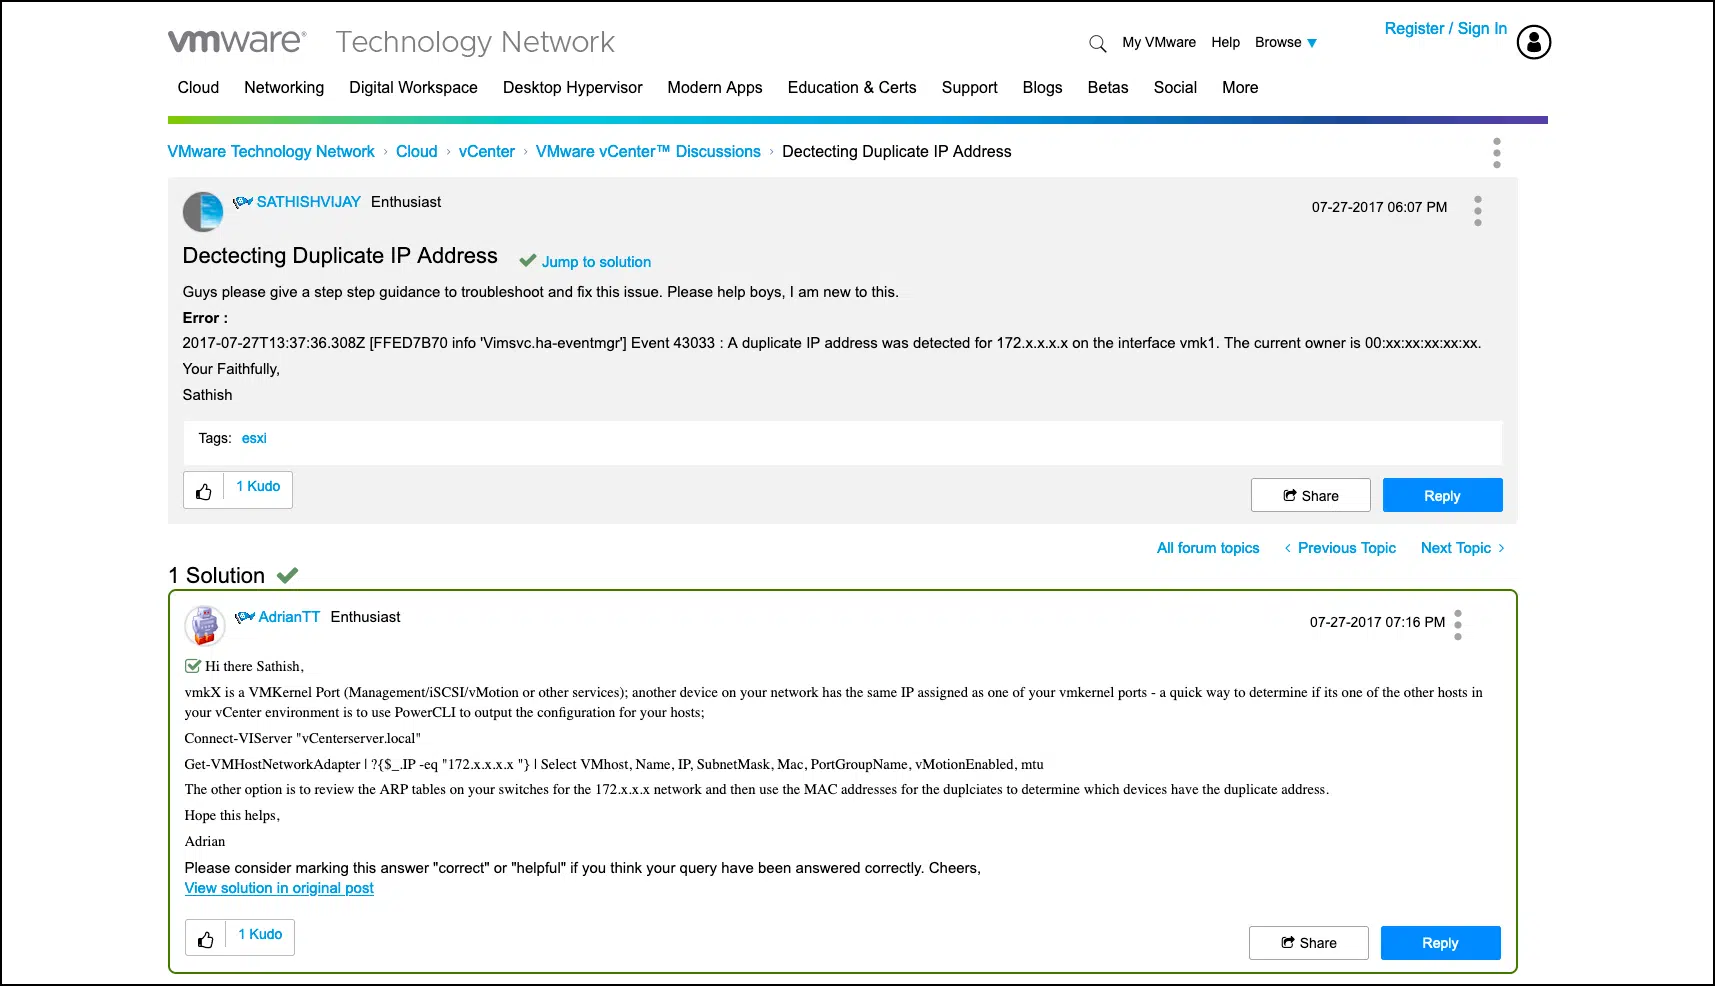 vmware® Technology Network
My VMware Help Browse
Register / Sign In
Cloud Networking Digital Workspace Desktop Hypervisor Modern Apps Education & Certs Support Blogs Betas Social More
VMware Technology Network › Cloud › vCenter › VMware vCenter™ Discussions › Dectecting Duplicate IP Address
SATHISHVIJAY Enthusiast
07-27-2017 06:07 PM
Dectecting Duplicate IP Address
Jump to solution
Guys please give a step step guidance to troubleshoot and fix this issue. Please help boys, I am new to this.
Error :
2017-07-27T13:37:36.308Z [FFED7B70 info 'Vimsvc.ha-eventmgr'] Event 43033 : A duplicate IP address was detected for 172.x.x.x.x on the interface vmk1. The current owner is 00:xx:xx:xx:xx:xx.
Your Faithfully,
Sathish
Tags: esxi
1 Kudo
Share
Reply
All forum topics ‹ Previous Topic Next Topic ›
1 Solution
AdrianTT Enthusiast
07-27-2017 07:16 PM
Hi there Sathish,
vmkX is a VMKernel Port (Management/iSCSI/vMotion or other services); another device on your network has the same IP assigned as one of your vmkernel ports - a quick way to determine if its one of the other hosts in
your vCenter environment is to use PowerCLI to output the configuration for your hosts;
Connect-VIServer "vCenterserver.local"
Get-VMHostNetworkAdapter | ?{$_.IP -eq "172.x.x.x.x "} | Select VMhost, Name, IP, SubnetMask, Mac, PortGroupName, vMotionEnabled, mtu
The other option is to review the ARP tables on your switches for the 172.x.x.x network and then use the MAC addresses for the duplciates to determine which devices have the duplicate address.
Hope this helps,
Adrian
Please consider marking this answer "correct" or "helpful" if you think your query have been answered correctly. Cheers,
View solution in original post
1 Kudo
Share
Reply